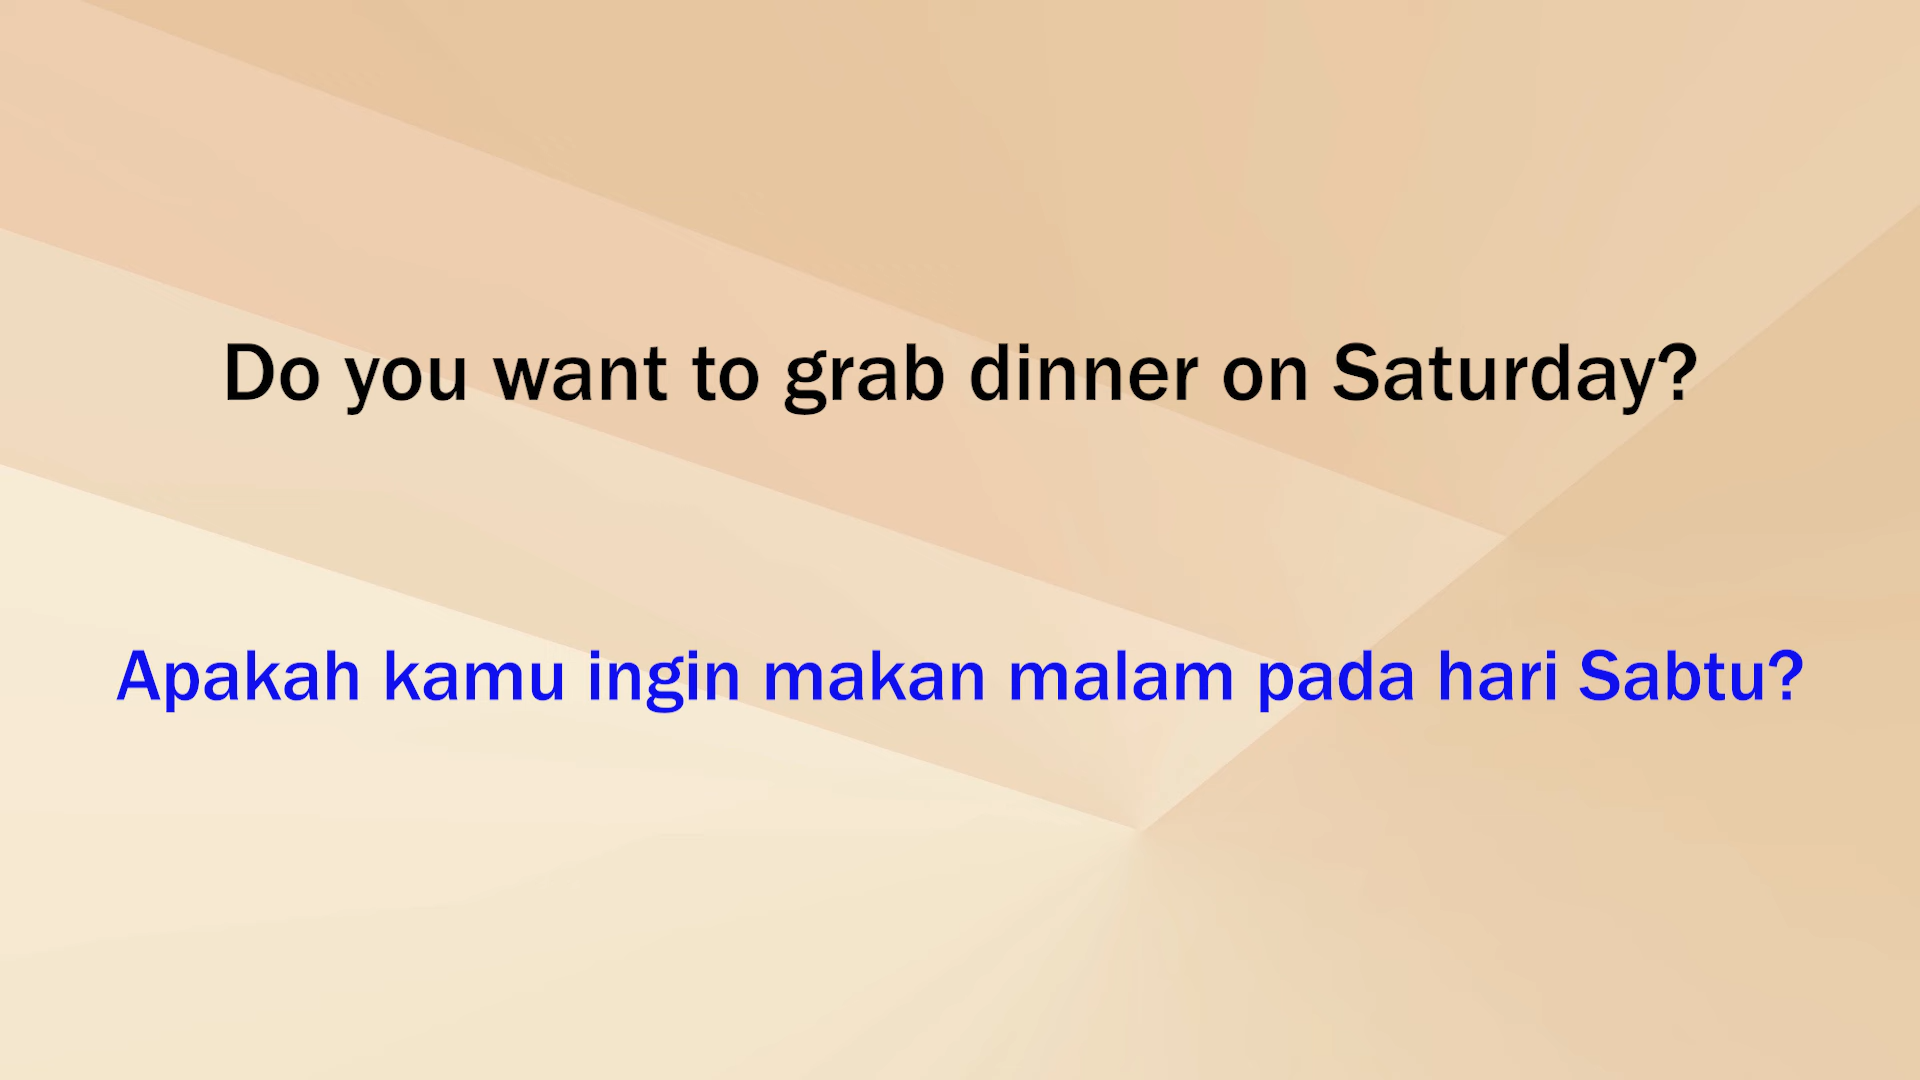 Do you want to grab dinner on Saturday?
Apakah kamu ingin makan malam pada hari Sabtu?